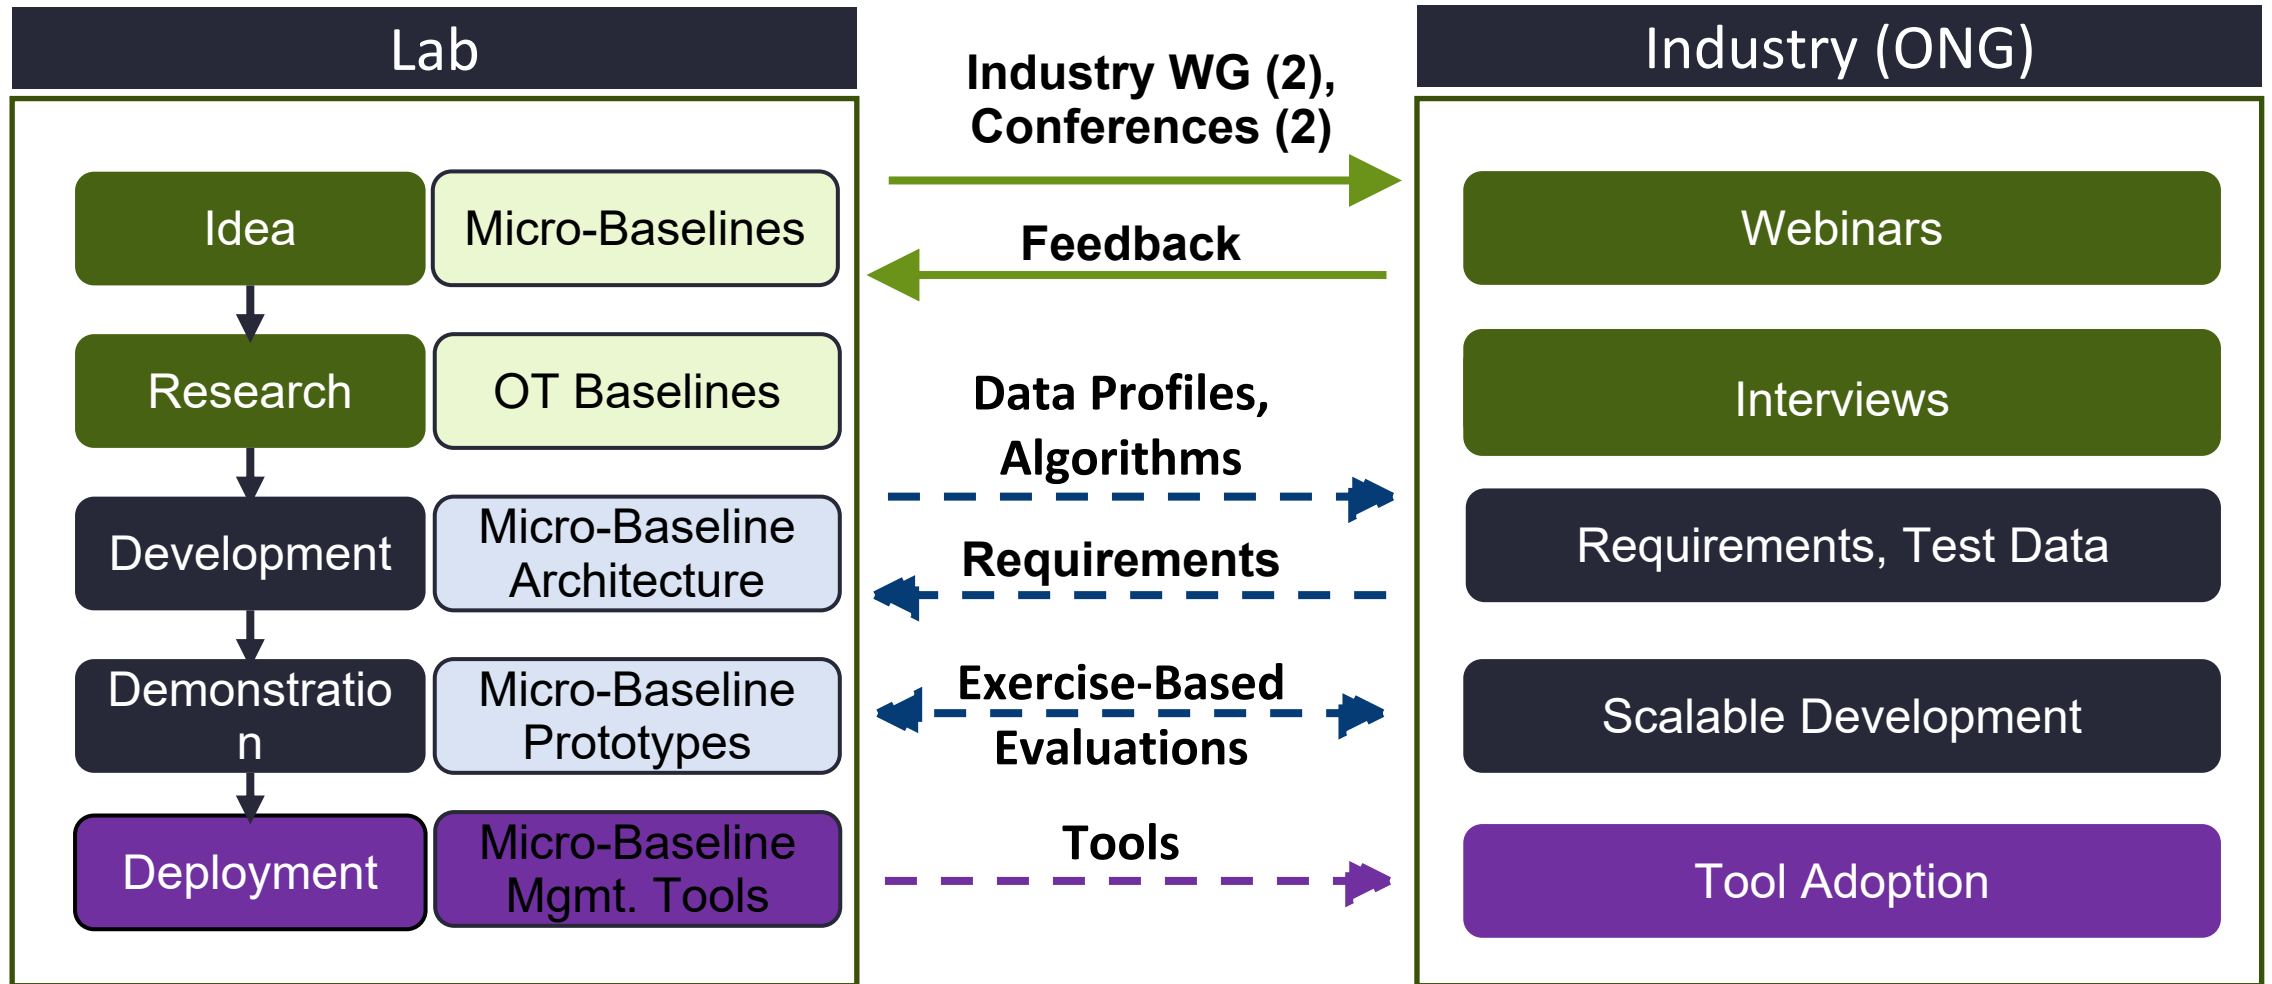 Lab
Idea
Micro-Baselines
Research
OT Baselines
Development
Micro-Baseline
Architecture
Demonstratio
n
Micro-Baseline
Prototypes
Deployment
Micro-Baseline
Mgmt. Tools
Industry WG (2),
Conferences (2)
Feedback
Data Profiles,
Algorithms
Requirements
Exercise-Based
Evaluations
Tools
Industry (ONG)
Webinars
Interviews
Requirements, Test Data
Scalable Development
Tool Adoption